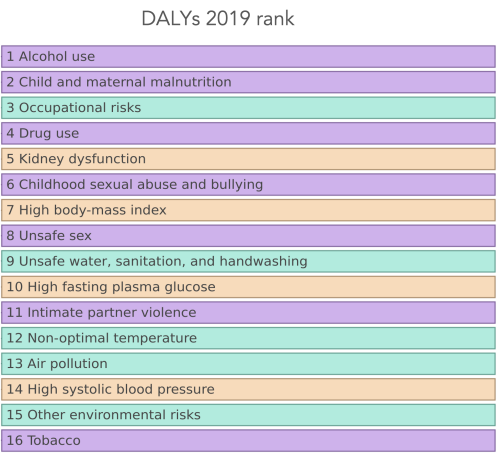 DALYs 2019 rank
1 Alcohol use
2 Child and maternal malnutrition
3 Occupational risks
4 Drug use
5 Kidney dysfunction
6 Childhood sexual abuse and bullying
7 High body-mass index
8 Unsafe sex
9 Unsafe water, sanitation, and handwashing
10 High fasting plasma glucose
11 Intimate partner violence
12 Non-optimal temperature
13 Air pollution
14 High systolic blood pressure
15 Other environmental risks
16 Tobacco